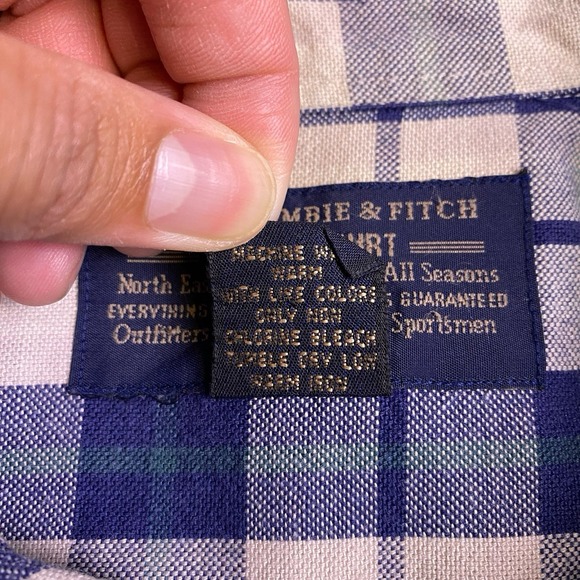 MBIE & FITCH
North Ea
All Seasons
EVERYTHING
GUARANTEED
Outfitters
Sportsmen
MACHINE
WARM
WITH LIKE COLORS
ONLY NON
CHLORINE BLEACH
TUMBLE DRY LOW
WARM IRON